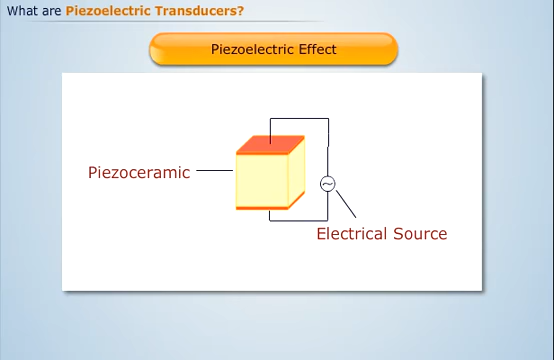 What are Piezoelectric Transducers?
Piezoelectric Effect
Piezoceramic
Electrical Source